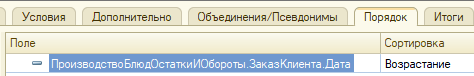 Условия Дополнительно Объединения/Псевдонимы Порядок Итоги
Поле Сортировка
ПроизводствоБлюдОстаткиИОбороты.ЗаказКлиента.Дата Возрастание